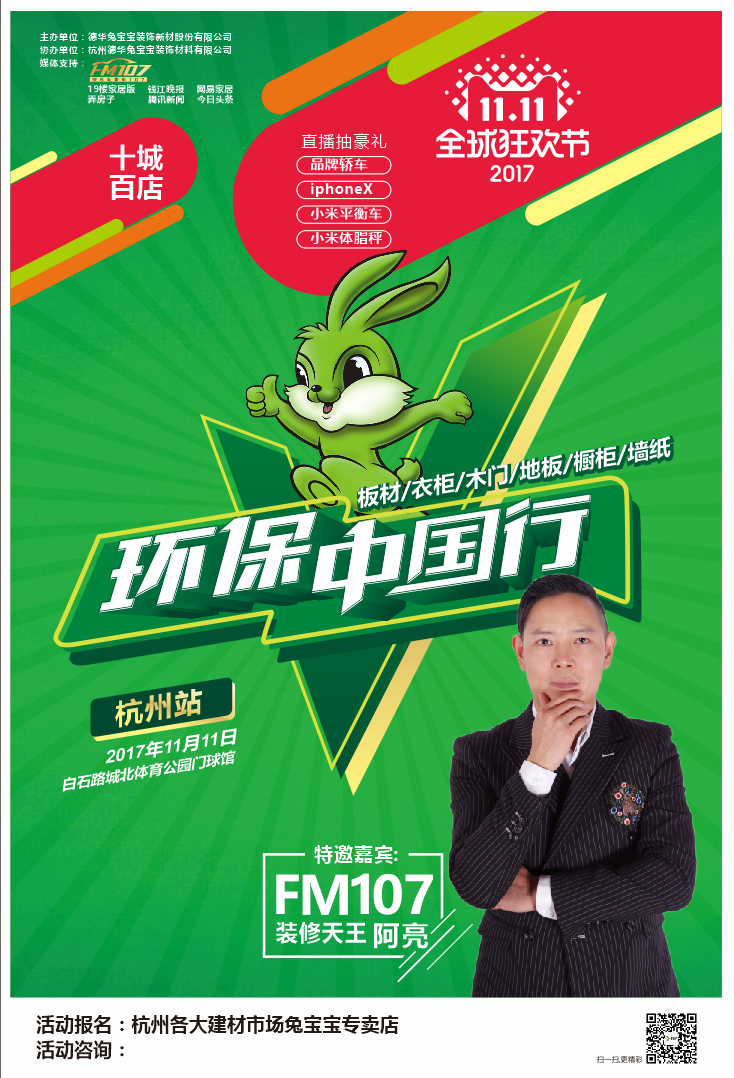 主办单位：德华兔宝宝装饰新材股份有限公司
协办单位：杭州德华兔宝宝装饰材料有限公司
媒体支持：
FM107
19楼家居版 钱江晚报 网易家居
弄房子 腾讯新闻 今日头条
十城
百店
直播抽豪礼
品牌轿车
iphoneX
小米平衡车
小米体脂秤
11.11
全球狂欢节
2017
板材/衣柜/木门/地板/橱柜/墙纸
环保中国行
杭州站
2017年11月11日
白石路城北体育公园门球馆
特邀嘉宾:
FM107
装修天王 阿亮
活动报名：杭州各大建材市场兔宝宝专卖店
活动咨询：
扫一扫,更精彩